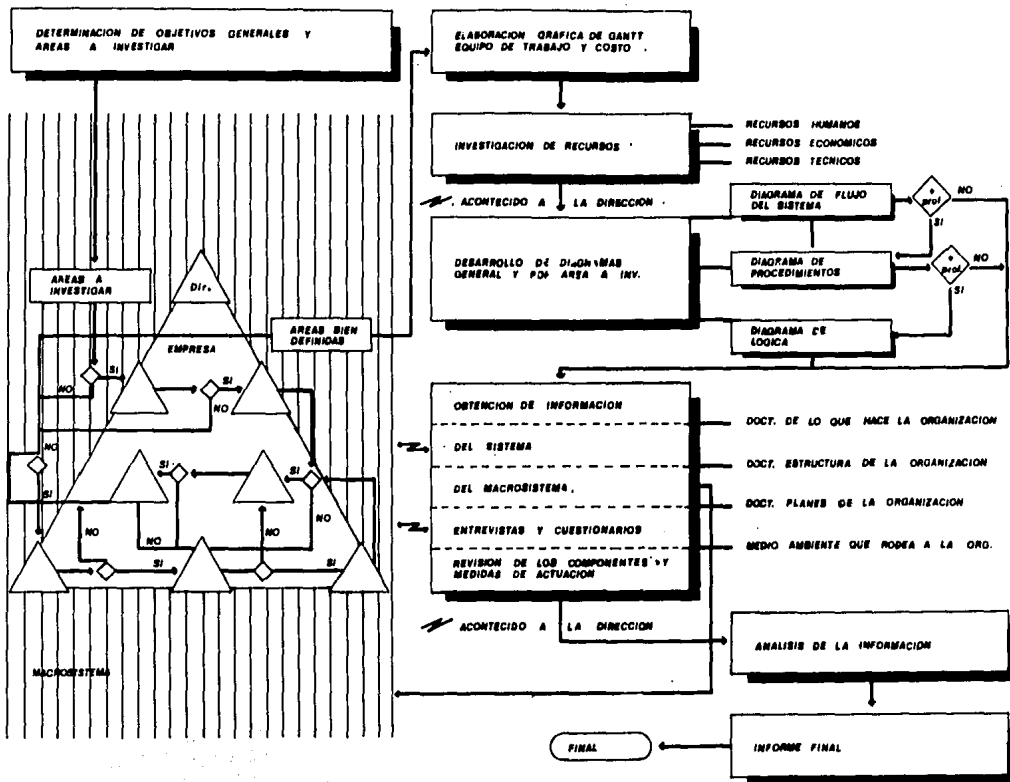 DETERMINACION DE OBJETIVOS GENERALES Y
AREAS A INVESTIGAR
ELABORACION GRAFICA DE GANTT
EQUIPO DE TRABAJO Y COSTO .
INVESTIGACION DE RECURSOS
RECURSOS HUMANOS
RECURSOS ECONOMICOS
RECURSOS TECNICOS
ACONTECIDO A LA DIRECCION
DESARROLLO DE DIAGRAMAS
GENERAL Y POR AREA A INV.
DIAGRAMA DE FLUJO
DEL SISTEMA
+
prof.
NO
SI
DIAGRAMA DE
PROCEDIMIENTOS
+
prof.
NO
SI
DIAGRAMA DE
LOGICA
AREAS A
INVESTIGAR
Dir.
AREAS BIEN
DEFINIDAS
EMPRESA
SI
NO
SI
NO
NO
SI
SI
SI
NO
NO
NO
NO
SI
SI
MACROSISTEMA
OBTENCION DE INFORMACION
DEL SISTEMA
DEL MACROSISTEMA.
ENTREVISTAS Y CUESTIONARIOS
REVISION DE LOS COMPONENTES Y
MEDIDAS DE ACTUACION
DOCT. DE LO QUE HACE LA ORGANIZACION
DOCT. ESTRUCTURA DE LA ORGANIZACION
DOCT. PLANES DE LA ORGANIZACION
MEDIO AMBIENTE QUE RODEA A LA ORG.
ACONTECIDO A LA DIRECCION
ANALISIS DE LA INFORMACION
INFORME FINAL
FINAL